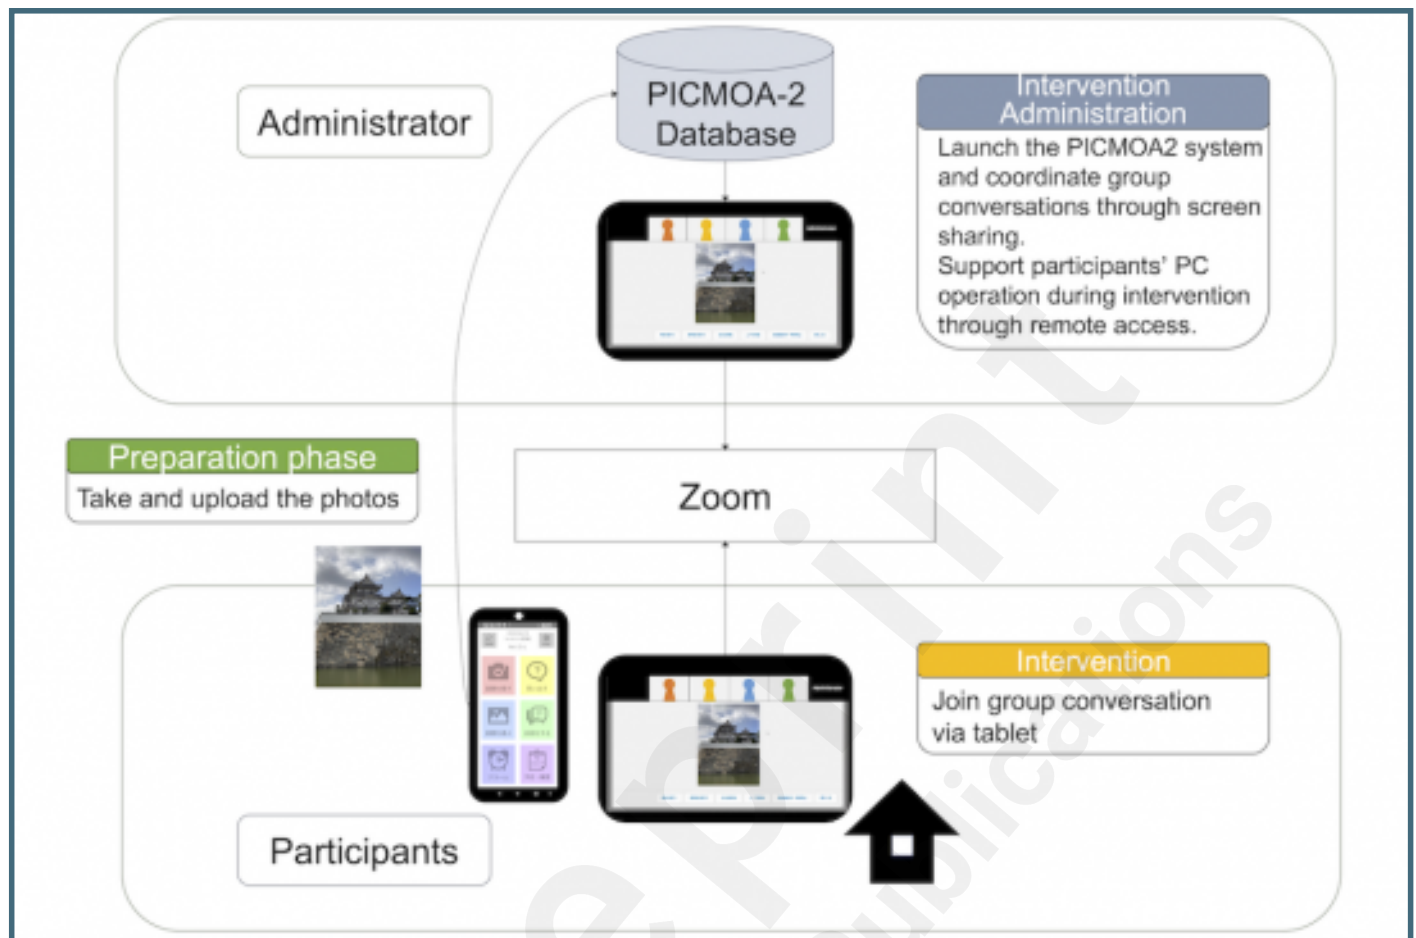 Administrator
PICMOA-2
Database
Intervention
Administration
Launch the PICMOA2 system
and coordinate group
conversations through screen
sharing.
Support participants’ PC
operation during intervention
through remote access.
Preparation phase
Take and upload the photos
Zoom
Intervention
Join group conversation
via tablet
Participants
eprint
ublications